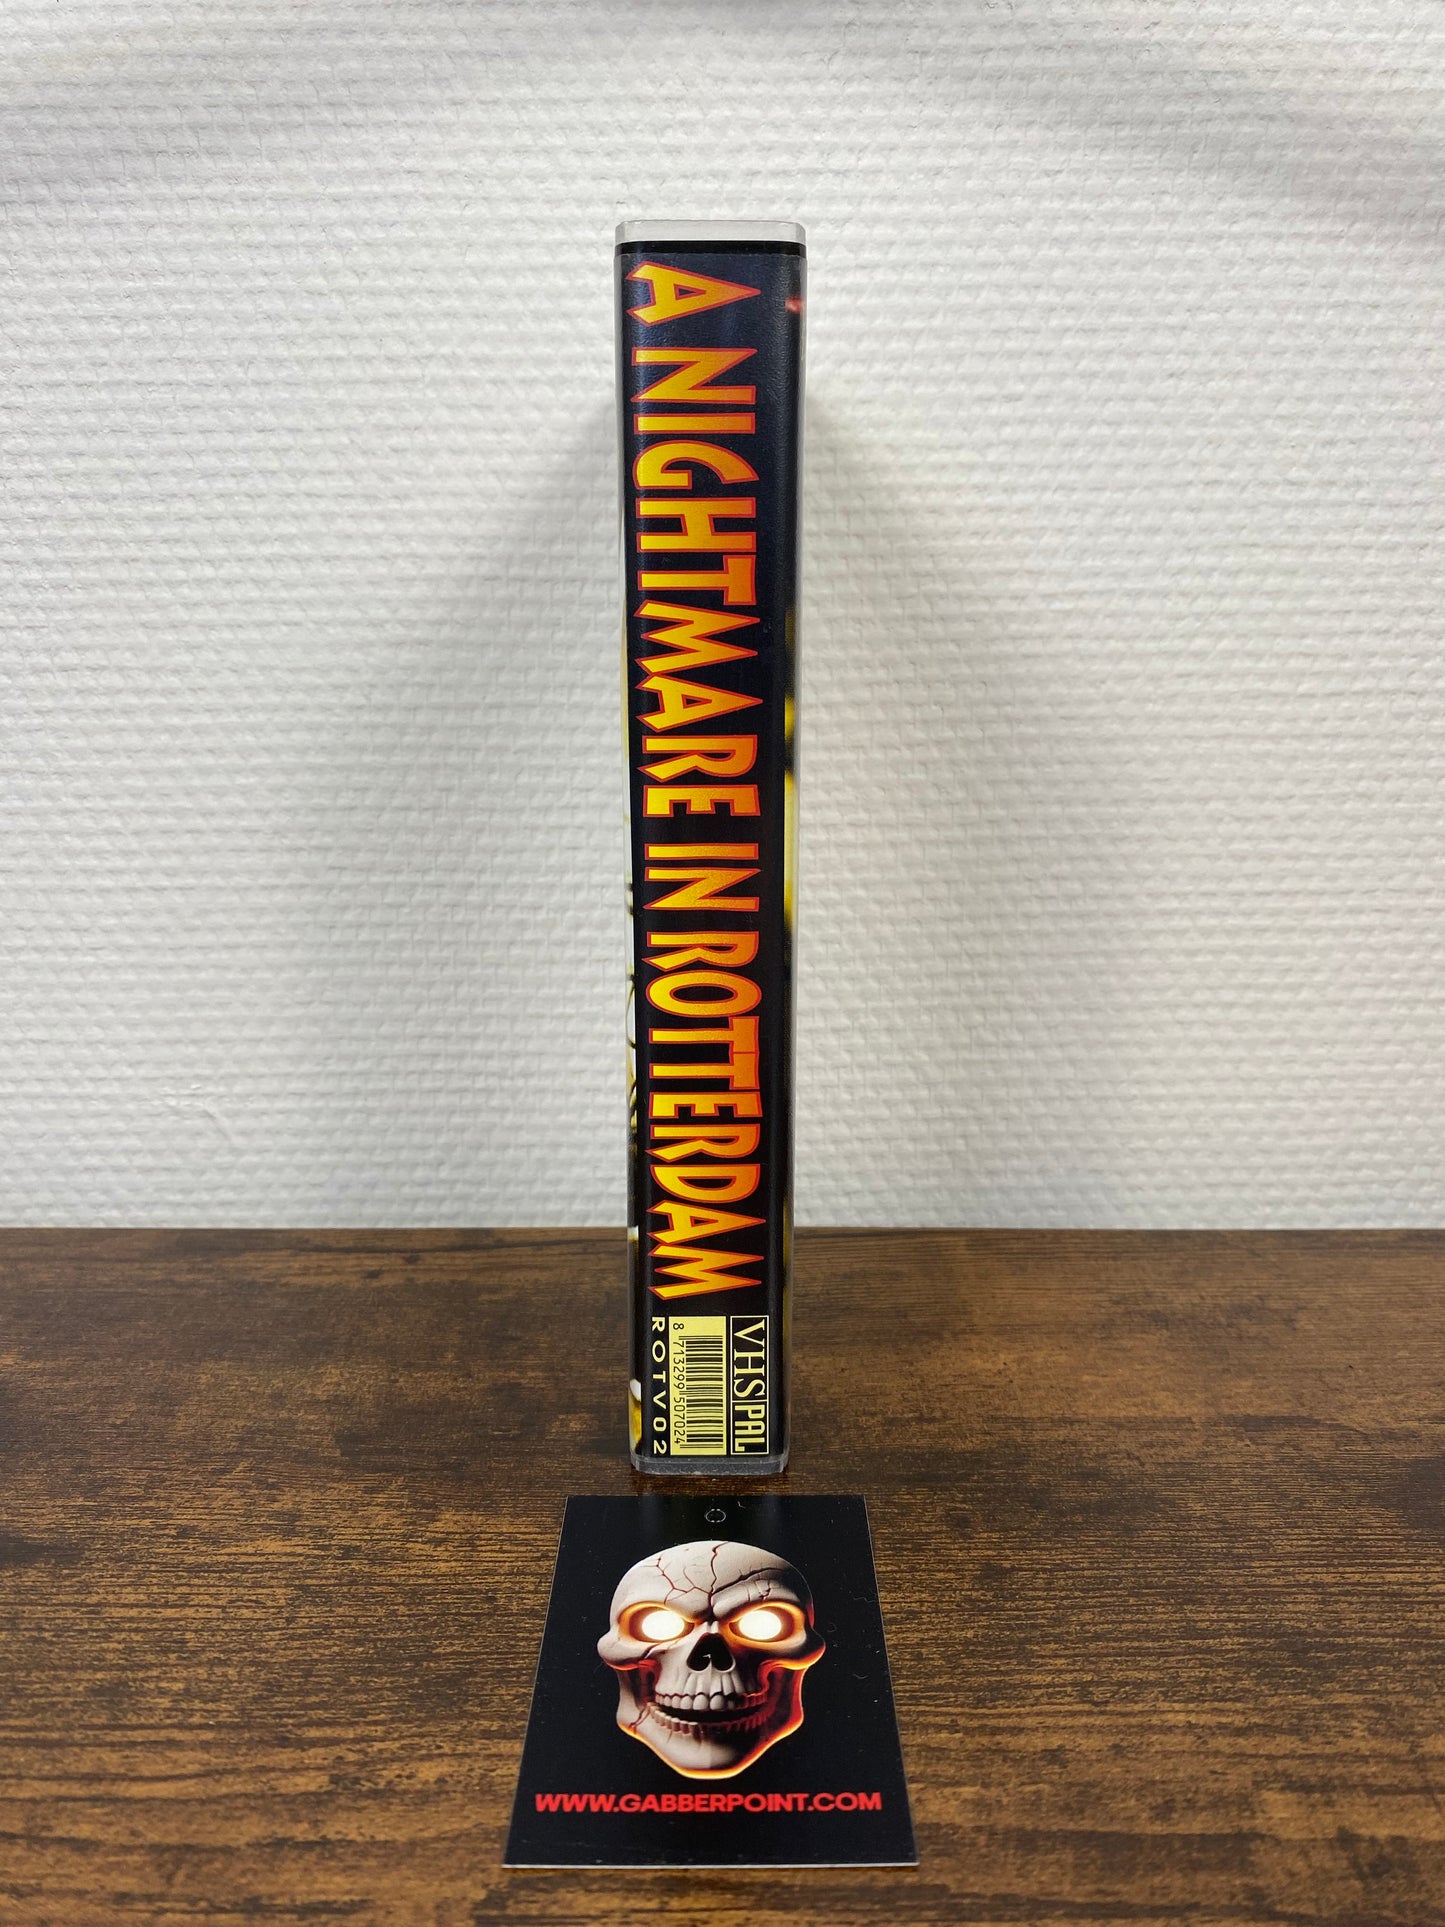 A NIGHTMARE IN ROTTERDAM
VHS PAL
8 713299 507024
ROTV02
WWW.GABBERPOINT.COM